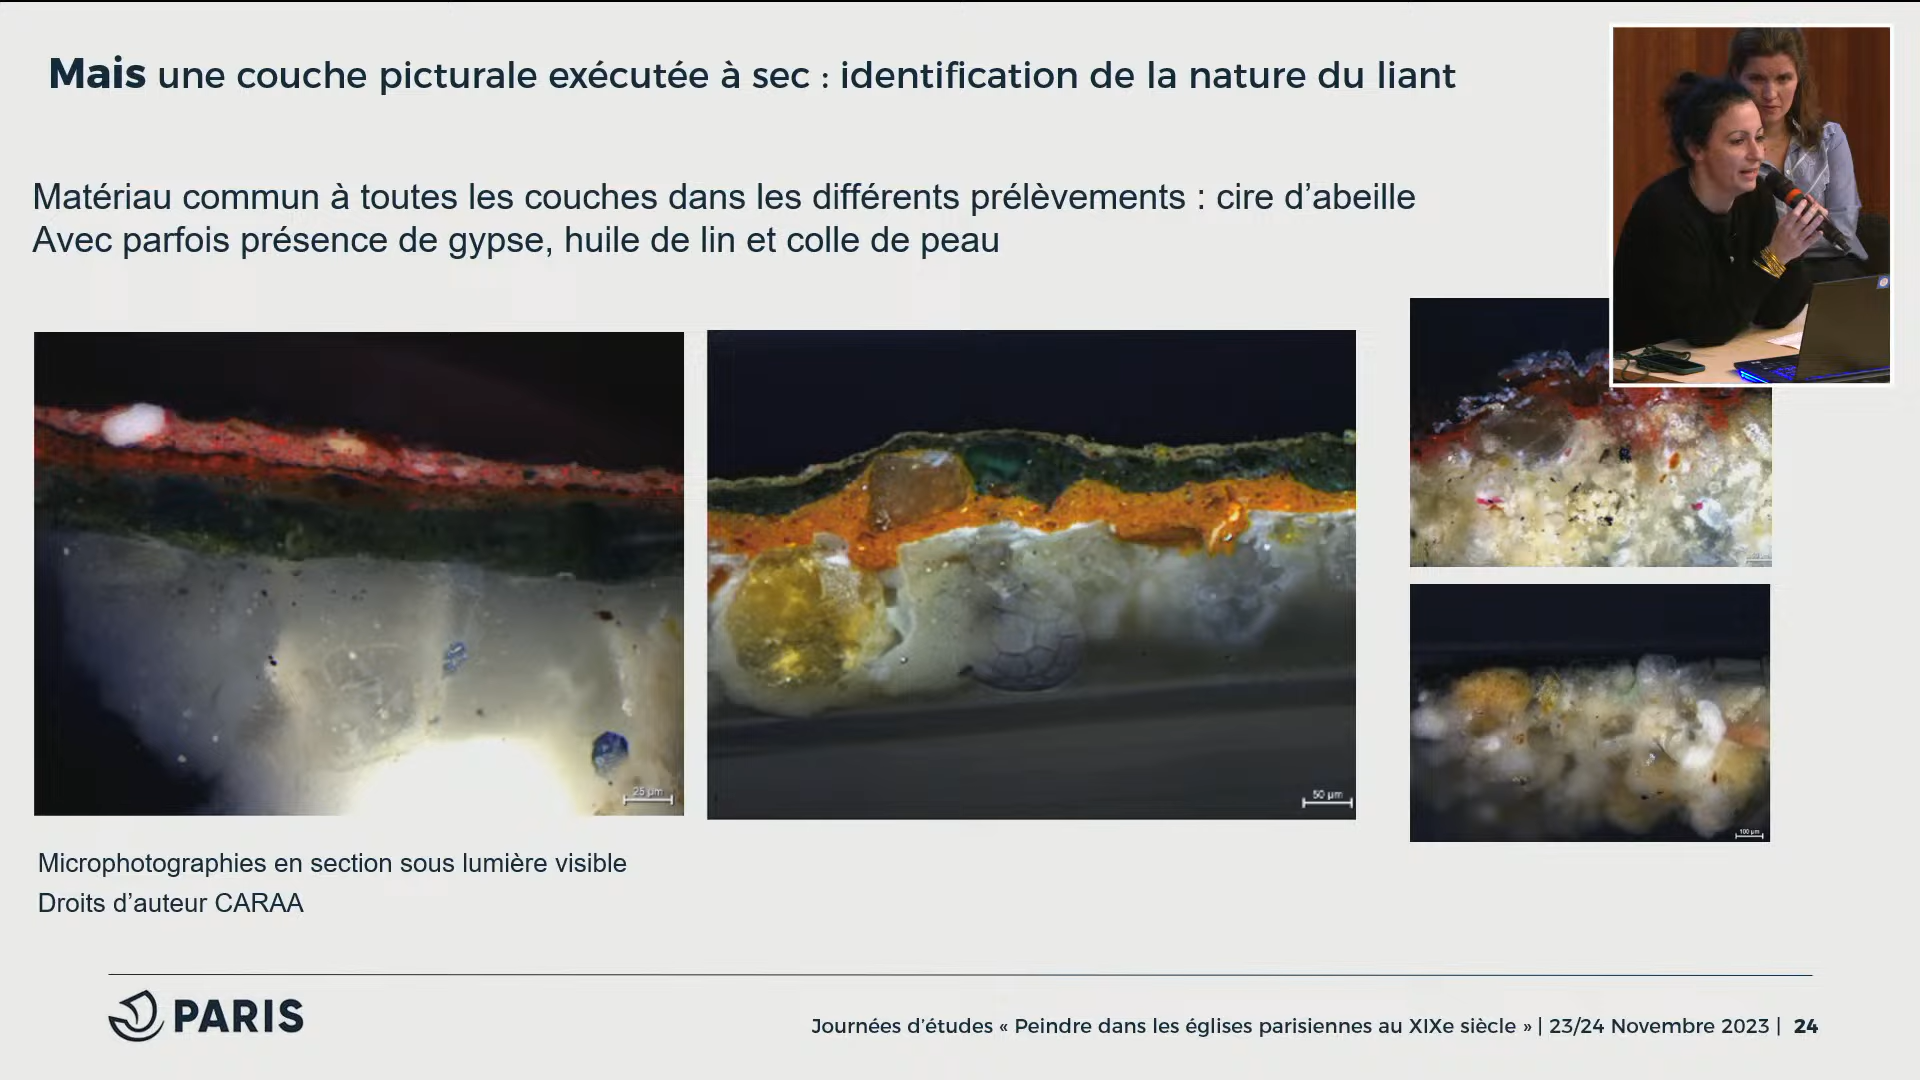 Mais une couche picturale exécutée à sec : identification de la nature du liant
Matériau commun à toutes les couches dans les différents prélèvements : cire d’abeille
Avec parfois présence de gypse, huile de lin et colle de peau
25 µm
50 µm
100 µm
Microphotographies en section sous lumière visible
Droits d’auteur CARAA
PARIS
Journées d’études « Peindre dans les églises parisiennes au XIXe siècle » | 23/24 Novembre 2023 | 24